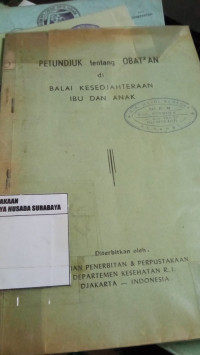 PETUNDJUK tentang OBAT²AN
di
BALAI KESEDJAHTERAAN
IBU DAN ANAK
AKAAN
YA HUSADA SURABAYA
Diterbitkan oleh:
IAN PENERBITAN & PERPUSTAKAAN
DEPARTEMEN KESEHATAN R.I.
DJAKARTA — INDONESIA